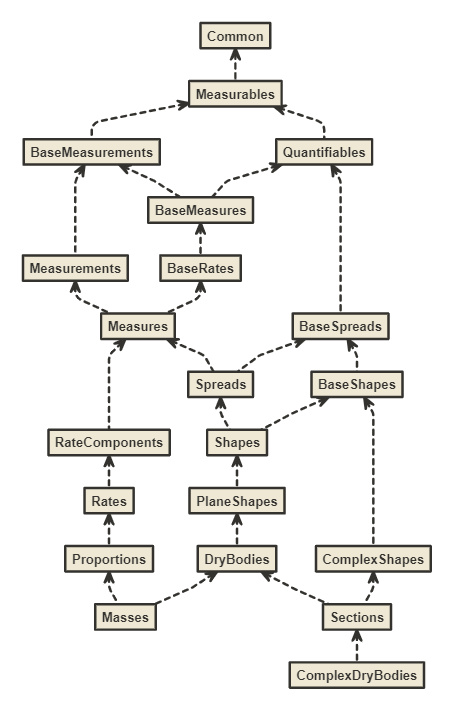 Common
Measurables
BaseMeasurements
Quantifiables
BaseMeasures
Measurements
BaseRates
Measures
BaseSpreads
Spreads
BaseShapes
RateComponents
Shapes
Rates
PlaneShapes
Proportions
DryBodies
ComplexShapes
Masses
Sections
ComplexDryBodies